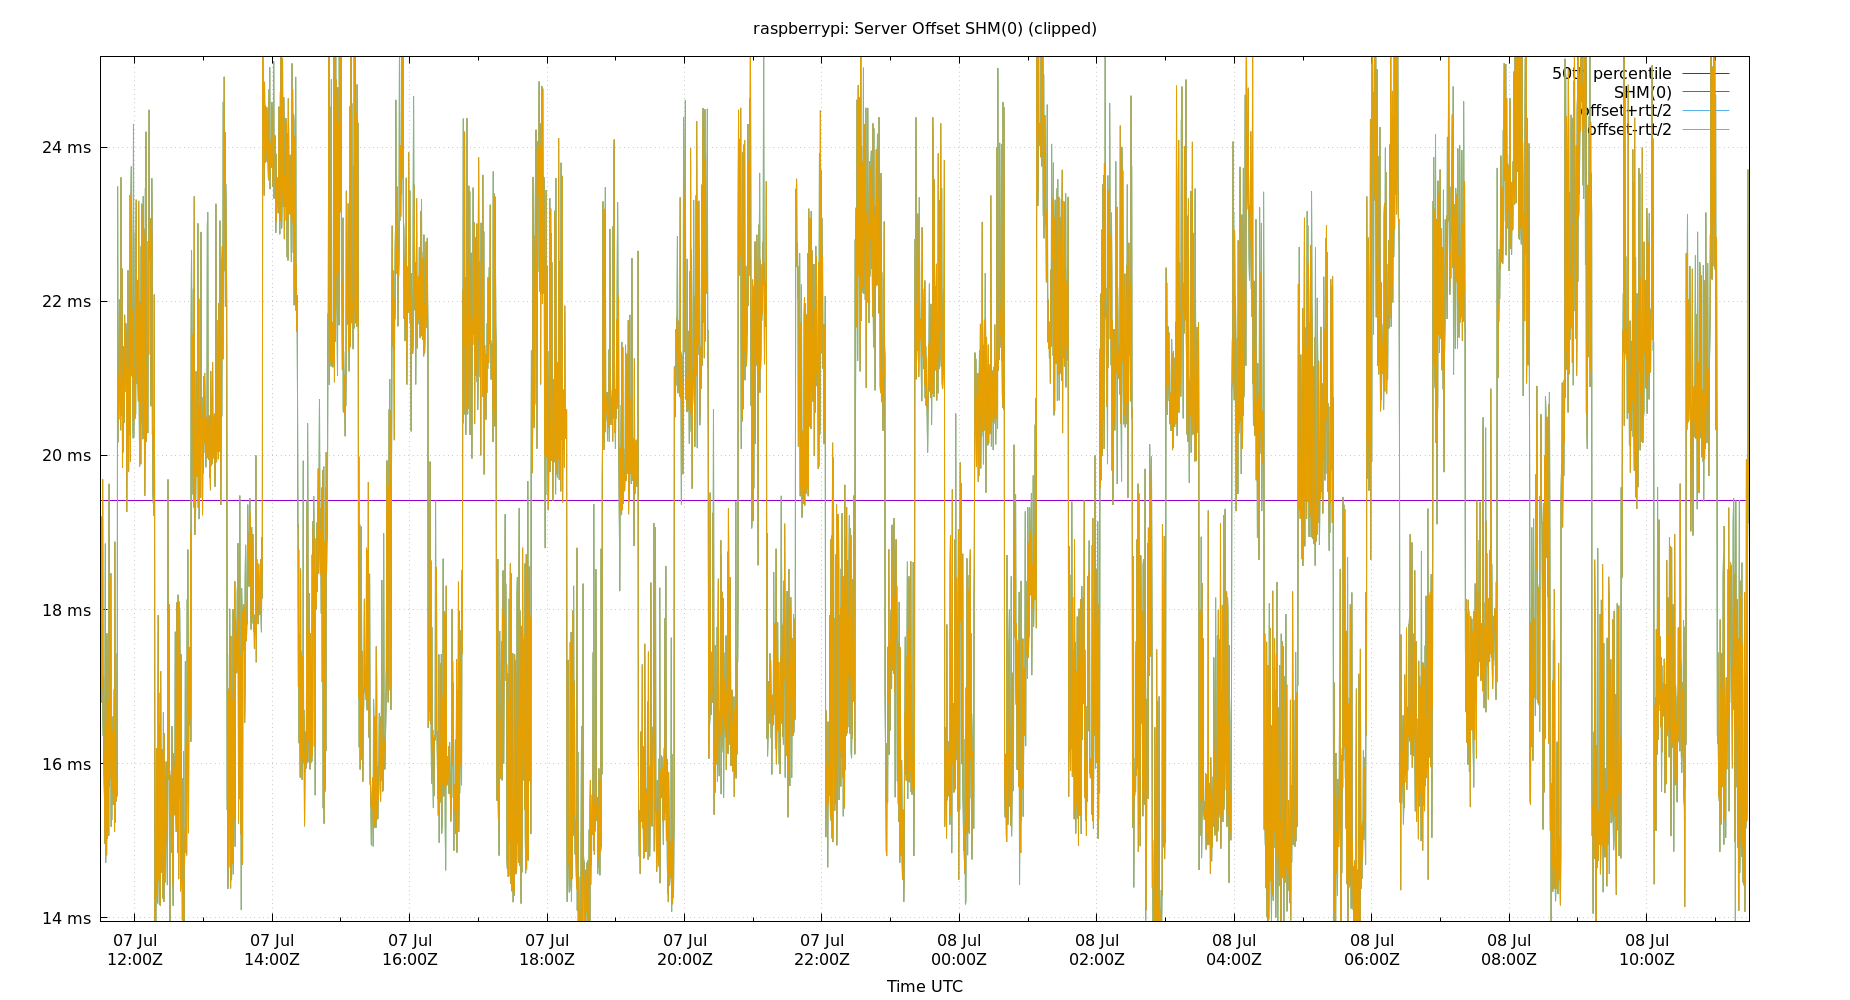 raspberrypi: Server Offset SHM(0) (clipped)
50th percentile
SHM(0)
offset+rtt/2
offset-rtt/2
24 ms
22 ms
20 ms
18 ms
16 ms
14 ms
07 Jul 07 Jul 07 Jul 07 Jul 07 Jul 07 Jul 08 Jul 08 Jul 08 Jul 08 Jul 08 Jul 08 Jul
12:00Z 14:00Z 16:00Z 18:00Z 20:00Z 22:00Z 00:00Z 02:00Z 04:00Z 06:00Z 08:00Z 10:00Z
Time UTC